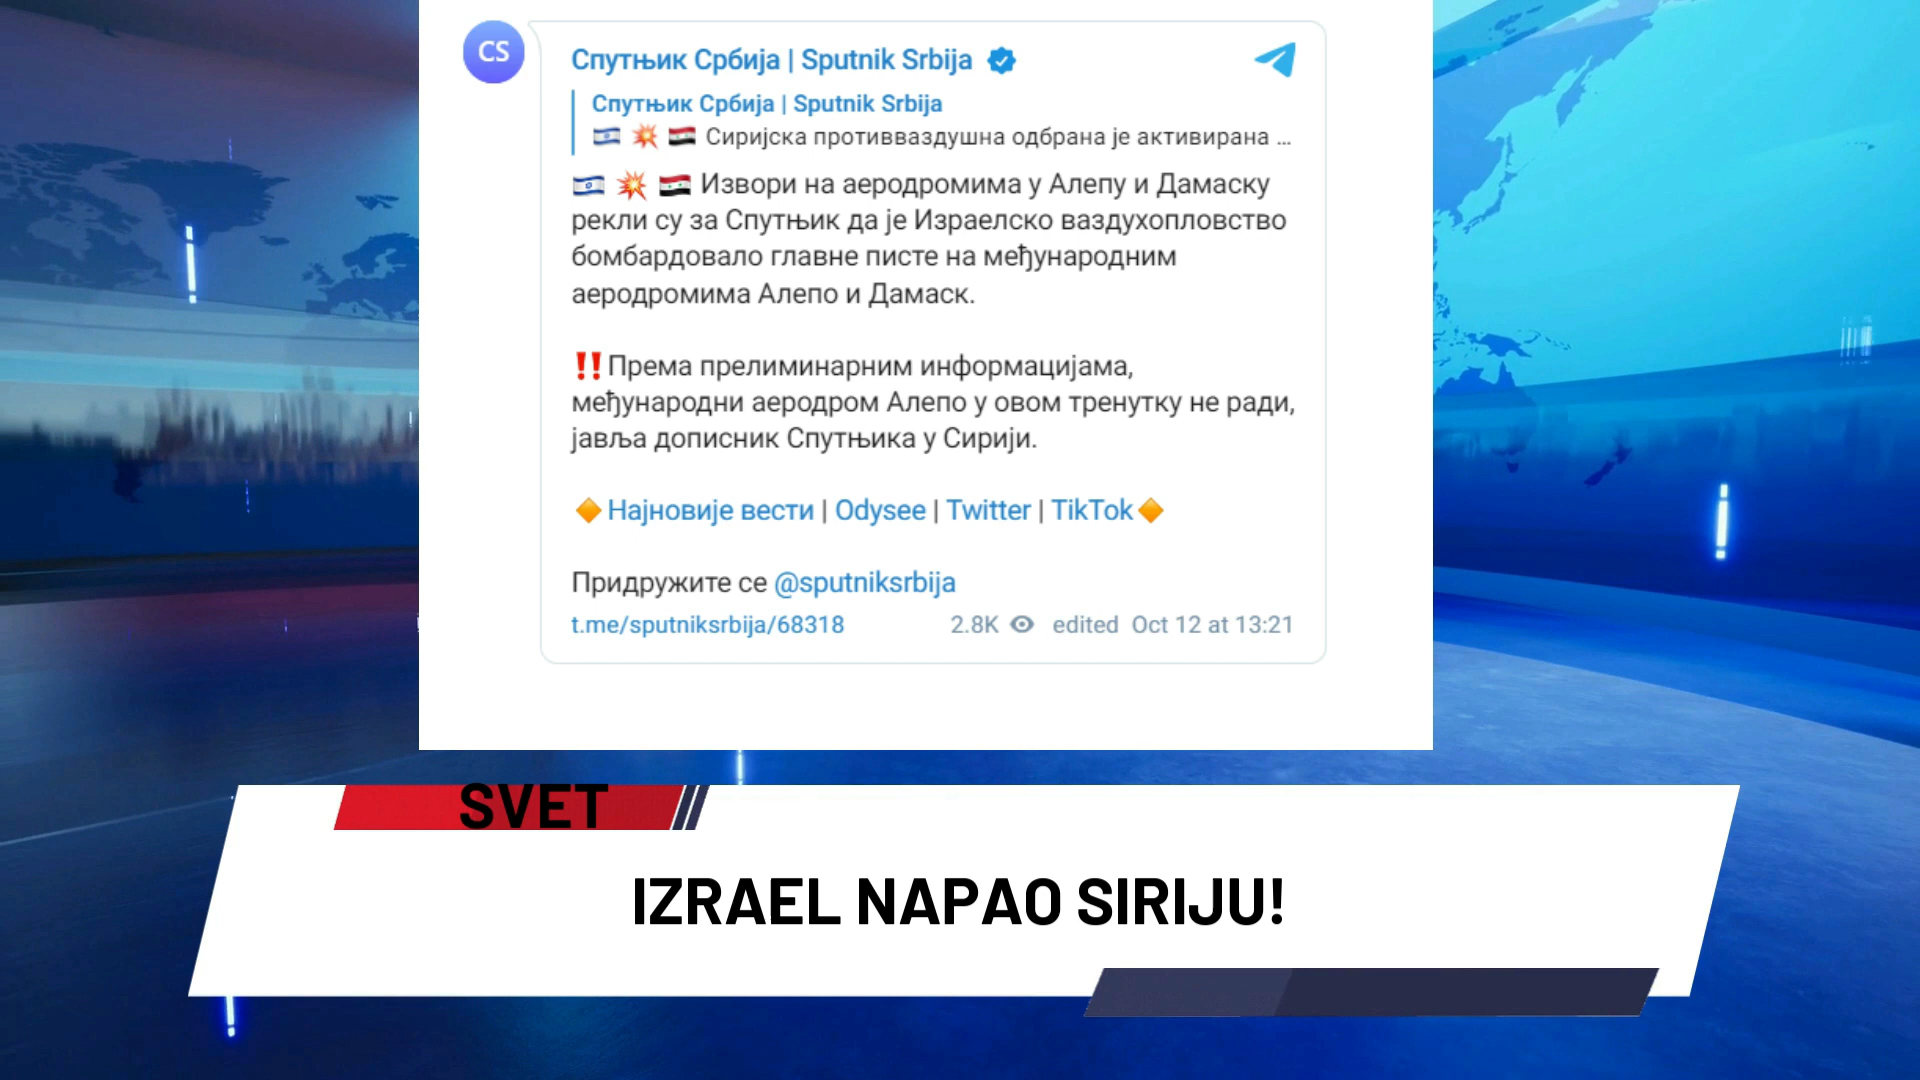 CS
Спутњик Србија | Sputnik Srbija
Спутњик Србија | Sputnik Srbija
Сиријска противваздушна одбрана је активирана ...
Извори на аеродромима у Алепу и Дамаску
рекли су за Спутњик да је Израелско ваздухопловство
бомбардовало главне писте на међународним
аеродромима Алепо и Дамаск.
‼️Према прелиминарним информацијама,
међународни аеродром Алепо у овом тренутку не ради,
јавља дописник Спутњика у Сирији.
🔶Најновије вести | Odysee | Twitter | TikTok🔶
Придружите се @sputniksrbija
t.me/sputniksrbija/68318 2.8K edited Oct 12 at 13:21
SVET
IZRAEL NAPAO SIRIJU!